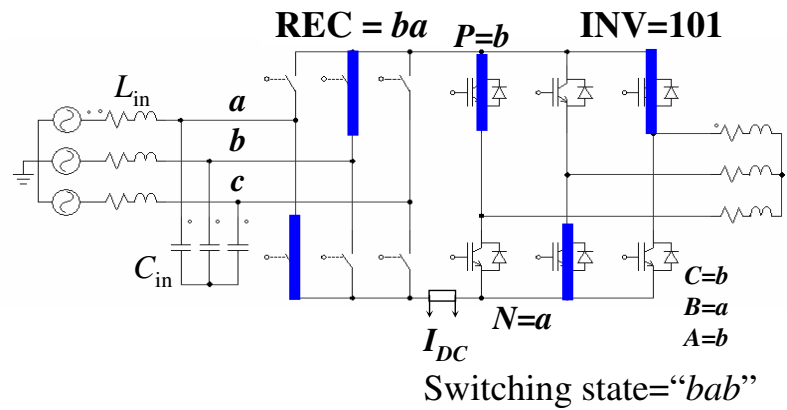 REC = ba
P=b
INV=101
Lin
a
b
c
Cin
C=b
B=a
A=b
N=a
IDC
Switching state=“bab”